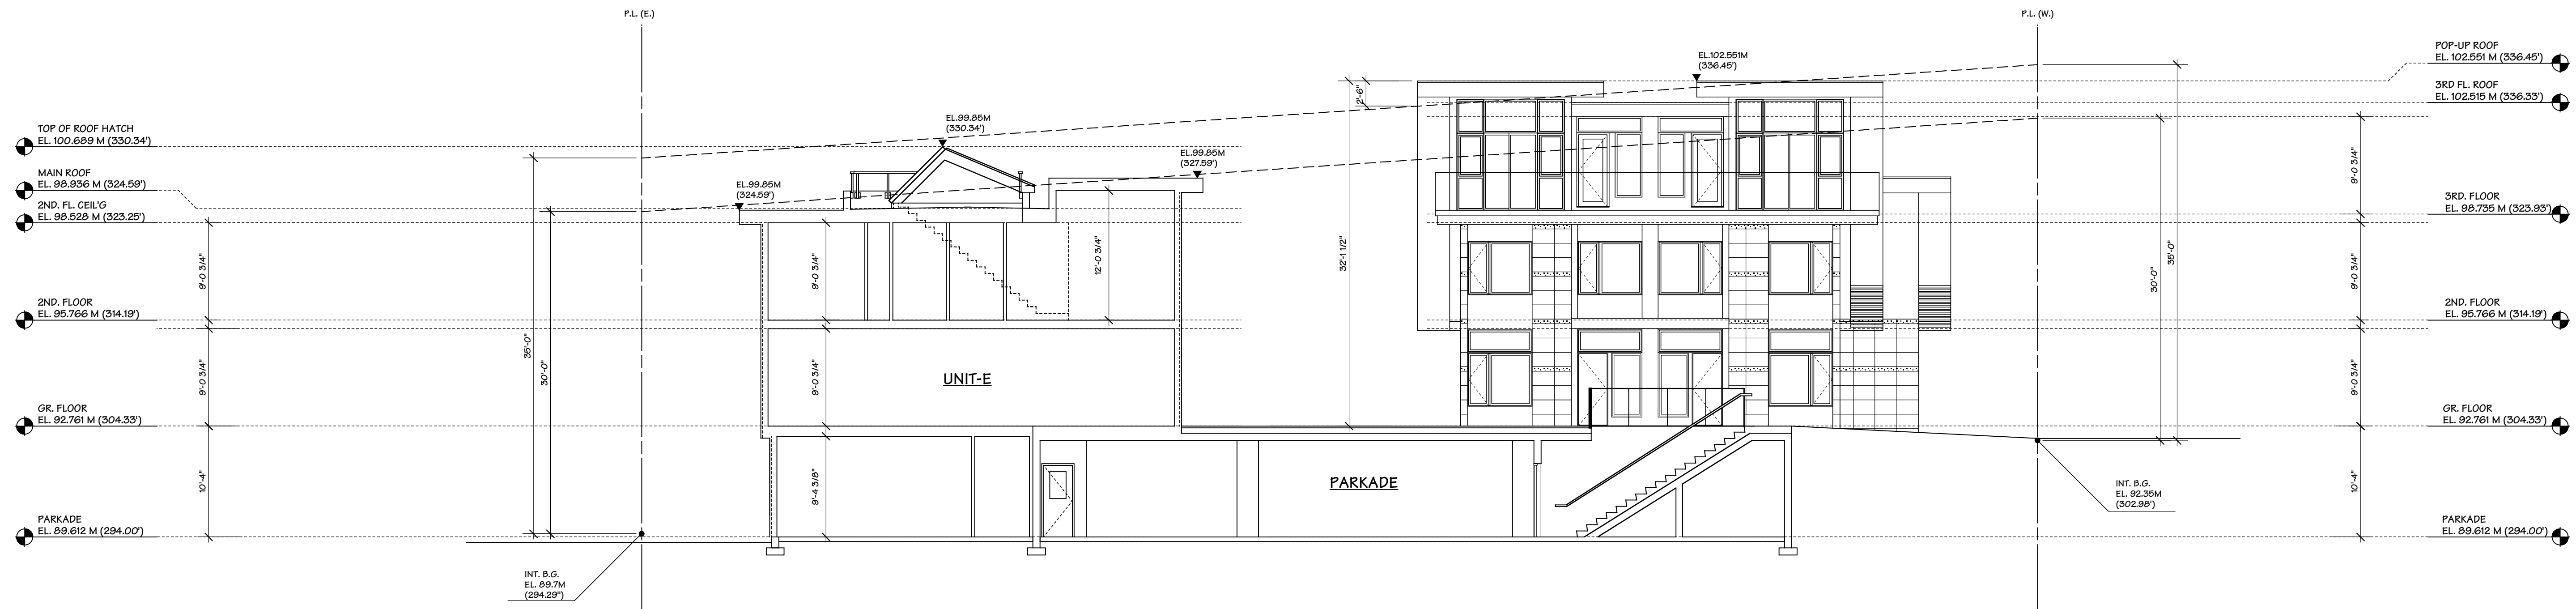 P.L. (E.)
P.L. (W.)
TOP OF ROOF HATCH
EL. 100.689 M (330.34')
MAIN ROOF
EL. 98.936 M (324.59')
2ND. FL. CEIL'G
EL. 98.528 M (323.25')
2ND. FLOOR
EL. 95.766 M (314.19')
GR. FLOOR
EL. 92.761 M (304.33')
PARKADE
EL. 89.612 M (294.00')
9'-0 3/4"
9'-0 3/4"
10'-4"
35'-0"
30'-0"
INT. B.G.
EL. 89.7M
(294.29")
EL.99.85M
(324.59')
EL.99.85M
(330.34')
EL.99.85M
(327.59')
9'-0 3/4"
9'-0 3/4"
9'-4 3/8"
12'-0 3/4"
UNIT-E
PARKADE
32'-1 1/2"
2'-6"
EL.102.551M
(336.45')
INT. B.G.
EL. 92.35M
(302.98')
30'-0"
35'-0"
9'-0 3/4"
9'-0 3/4"
9'-0 3/4"
10'-4"
POP-UP ROOF
EL. 102.551 M (336.45')
3RD FL. ROOF
EL. 102.515 M (336.33')
3RD. FLOOR
EL. 98.735 M (323.93')
2ND. FLOOR
EL. 95.766 M (314.19')
GR. FLOOR
EL. 92.761 M (304.33')
PARKADE
EL. 89.612 M (294.00')